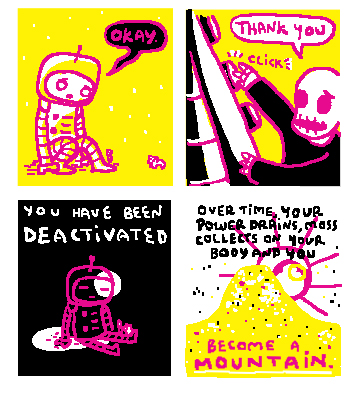 OKAY.
THANK YOU
CLICK
YOU HAVE BEEN
DEACTIVATED
OVER TIME, YOUR
POWER DRAINS, MOSS
COLLECTS ON YOUR
BODY AND YOU
BECOME A
MOUNTAIN.